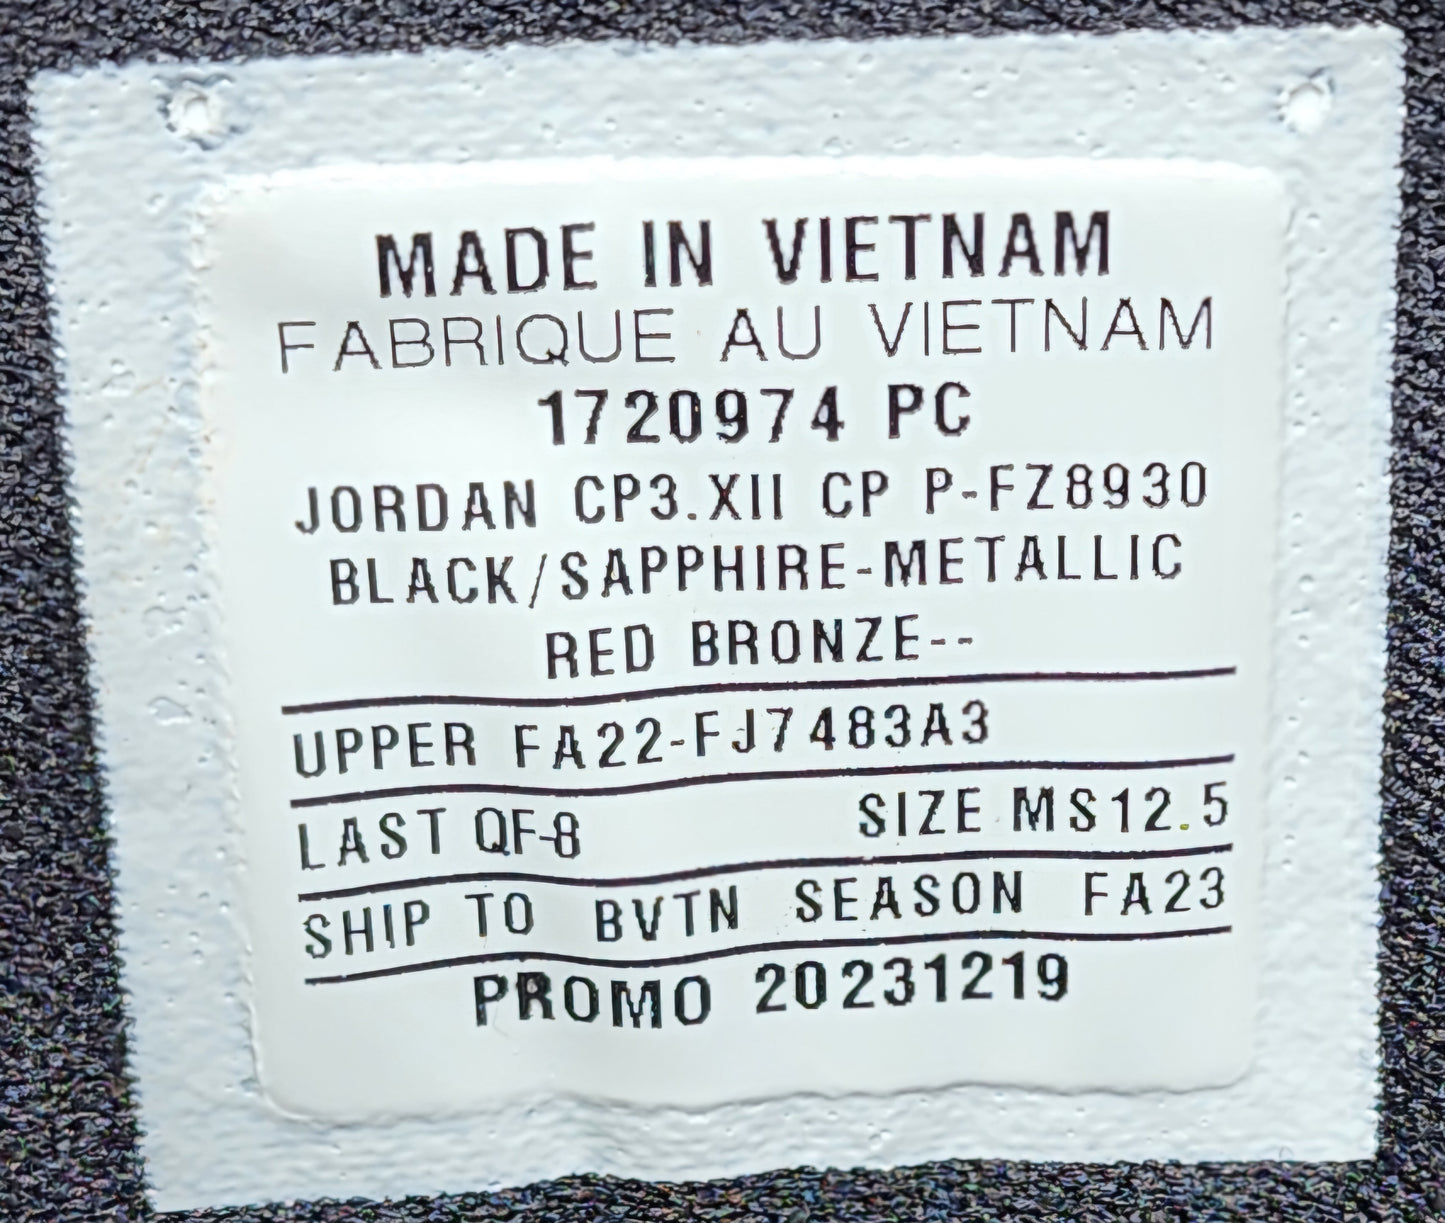 MADE IN VIETNAM
FABRIQUE AU VIETNAM
1720974 PC
JORDAN CP3.XII CP P-FZ8930
BLACK/SAPPHIRE-METALLIC
RED BRONZE--
UPPER FA22-FJ7483A3
LAST QF-8 SIZE MS12.5
SHIP TO BVTN SEASON FA23
PROMO 20231219